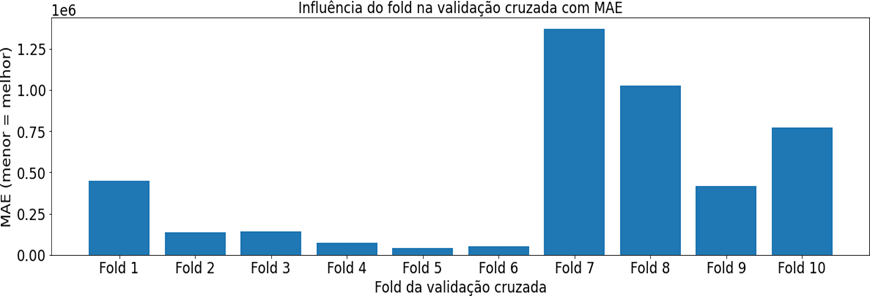 Influência do fold na validação cruzada com MAE
1e6
MAE (menor = melhor)
1.25
1.00
0.75
0.50
0.25
0.00
Fold 1 Fold 2 Fold 3 Fold 4 Fold 5 Fold 6 Fold 7 Fold 8 Fold 9 Fold 10
Fold da validação cruzada